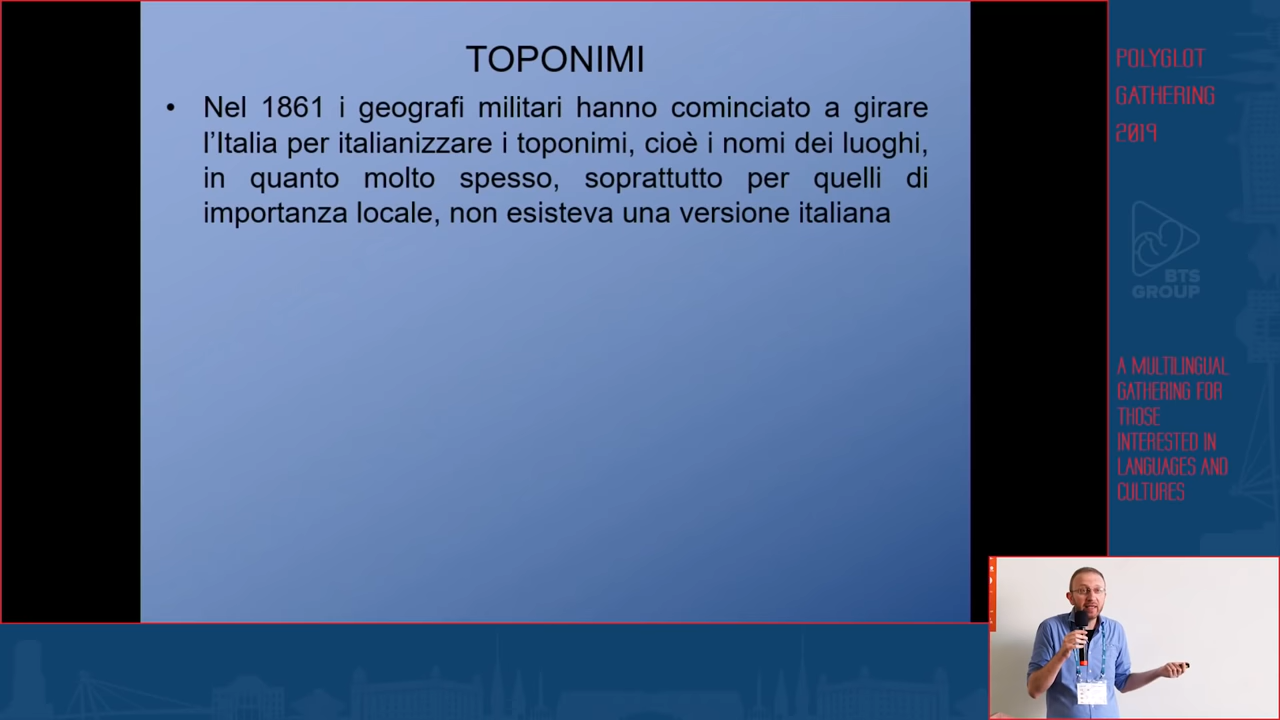 TOPONIMI
• Nel 1861 i geografi militari hanno cominciato a girare
l’Italia per italianizzare i toponimi, cioè i nomi dei luoghi,
in quanto molto spesso, soprattutto per quelli di
importanza locale, non esisteva una versione italiana
POLYGLOT
GATHERING
2019
BTS
GROUP
A MULTILINGUAL
GATHERING FOR
THOSE
INTERESTED IN
LANGUAGES AND
CULTURES